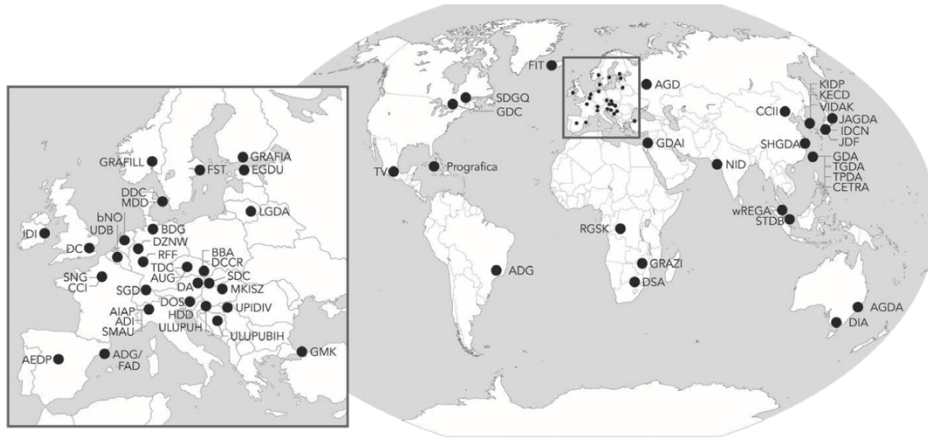 GRAFILL
GRAFIA
EGDU
FST
DDC
MDD
LGDA
bNO
UDB
BDG
IDI
DC
DZNW
RFF
TDC
AUG
BBA
DCCR
SDC
SNG
CCI
SGD
DA
MKISZ
AIAP
ADI
SMAU
DOS
HDD
ULUPUH
UPIDIV
ULUPUBIH
AEDP
ADG/
FAD
GMK
FIT
SDGQ
GDC
TV
Prografica
ADG
AGD
GDAI
NID
RGSK
GRAZI
DSA
CCII
SHGDA
KIDP
KECD
VIDAK
JAGDA
IDCN
JDF
GDA
TGDA
TPDA
CETRA
wREGA
STDB
AGDA
DIA